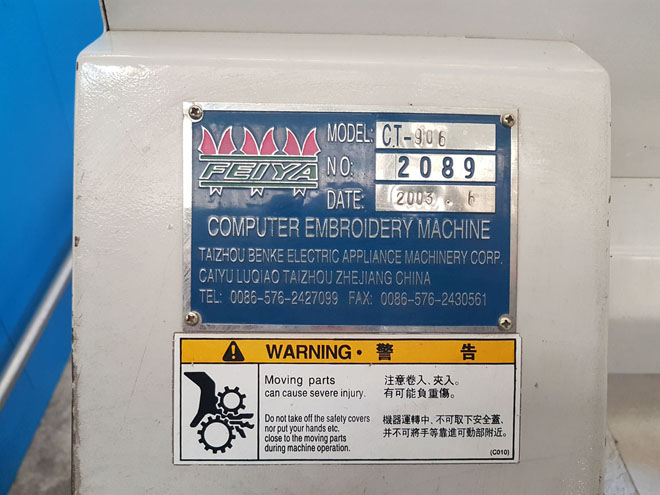 FEIYA
MODEL: CT-906
NO: 2089
DATE: 2003.6
COMPUTER EMBROIDERY MACHINE
TAIZHOU BENKE ELECTRIC APPLIANCE MACHINERY CORP.
CAIYU LUQIAO TAIZHOU ZHEJIANG CHINA
TEL: 0086-576-2427099 FAX: 0086-576-2430561
WARNING・警 告
Moving parts
can cause severe injury.
Do not take off the safety covers
nor put your hands etc,
close to the moving parts
during machine operation.
注意卷入、夾入。
有可能負重傷。
機器運轉中、不可取下安全蓋、
并不可將手等靠進可動部附近。
(C010)